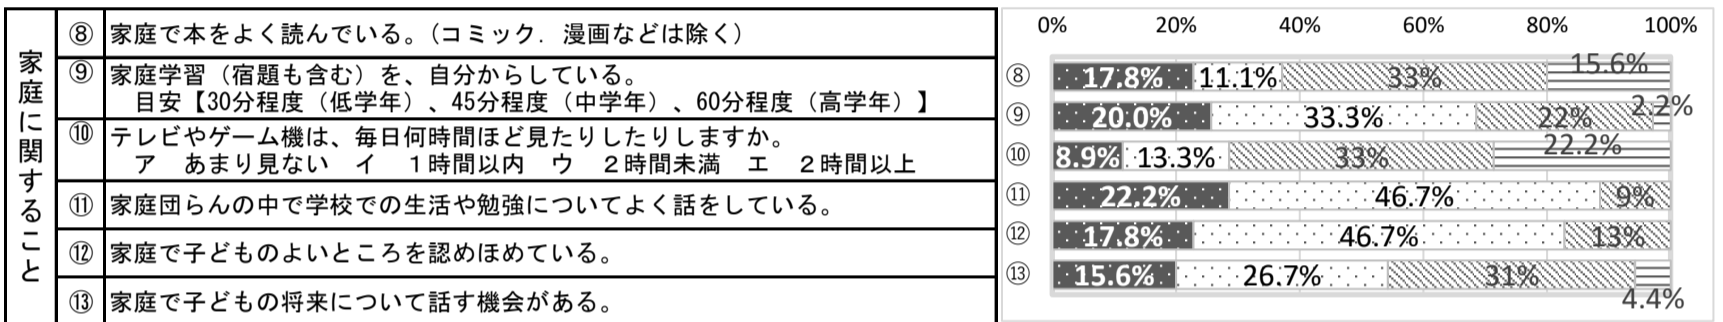 家庭に関すること
⑧ 家庭で本をよく読んでいる。（コミック．漫画などは除く）
⑨ 家庭学習（宿題も含む）を、自分からしている。
目安【30分程度（低学年）、45分程度（中学年）、60分程度（高学年）】
⑩ テレビやゲーム機は、毎日何時間ほど見たりしたりしますか。
ア　あまり見ない　イ　１時間以内　ウ　２時間未満　エ　２時間以上
⑪ 家庭団らんの中で学校での生活や勉強についてよく話をしている。
⑫ 家庭で子どものよいところを認めほめている。
⑬ 家庭で子どもの将来について話す機会がある。
0% 20% 40% 60% 80% 100%
⑧ 17.8% 11.1% 33% 15.6%
⑨ 20.0% 33.3% 22% 2.2%
⑩ 8.9% 13.3% 33% 22.2%
⑪ 22.2% 46.7% 9%
⑫ 17.8% 46.7% 13%
⑬ 15.6% 26.7% 31% 4.4%